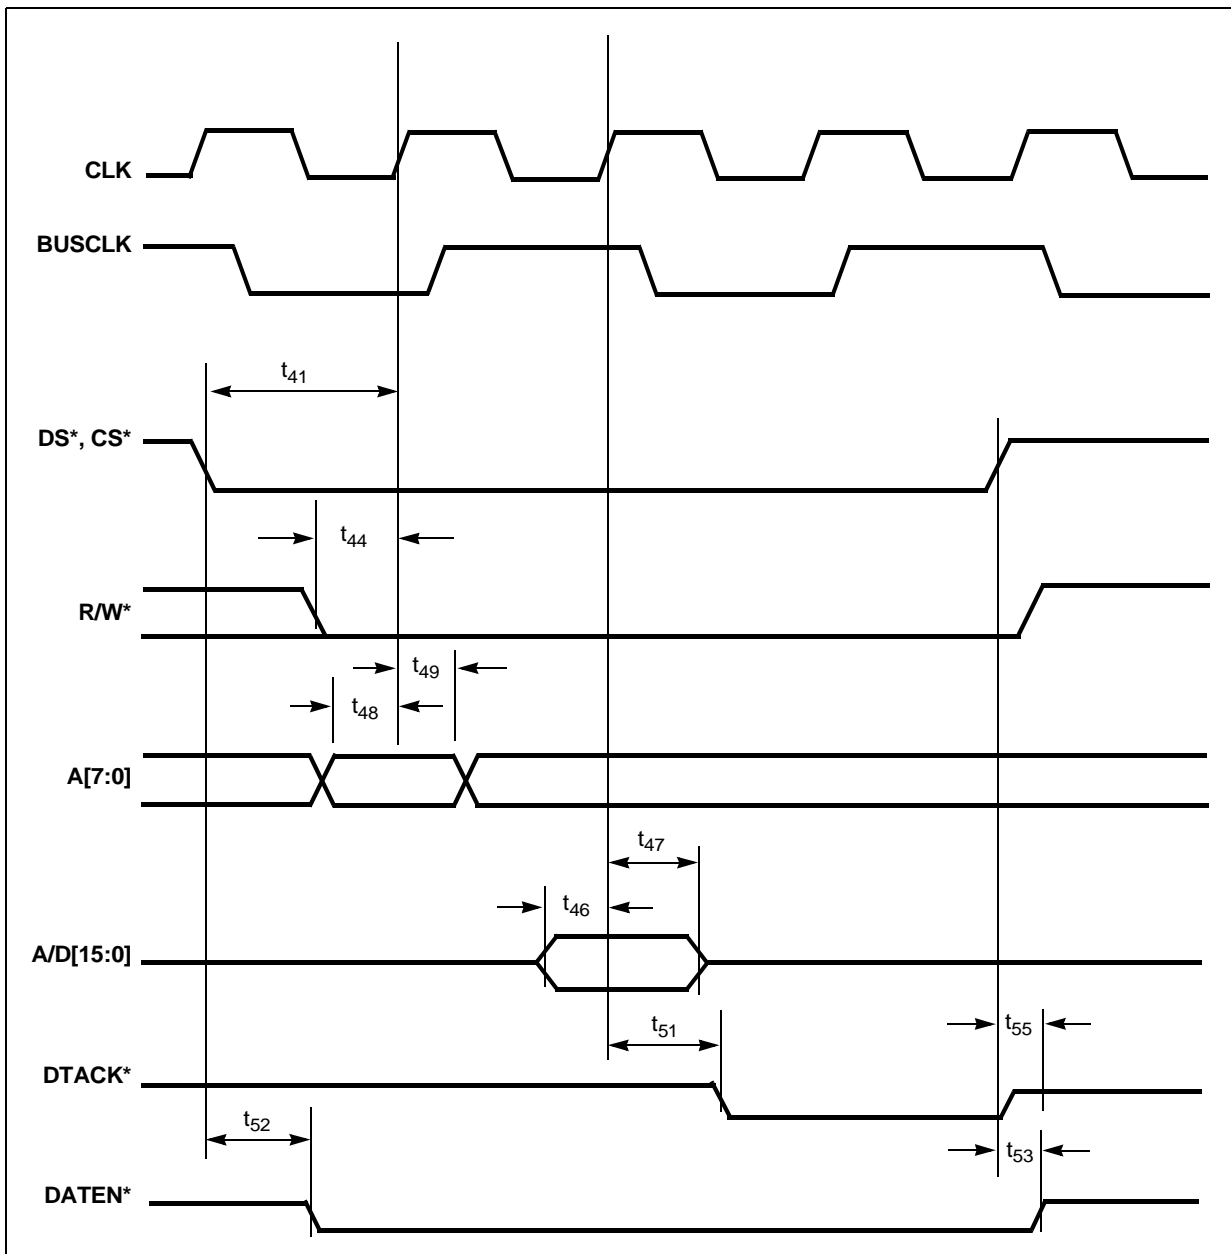 CLK
BUSCLK
t41
DS*, CS*
t44
R/W*
t49
t48
A[7:0]
t47
t46
A/D[15:0]
t51
t55
DTACK*
t52
t53
DATEN*